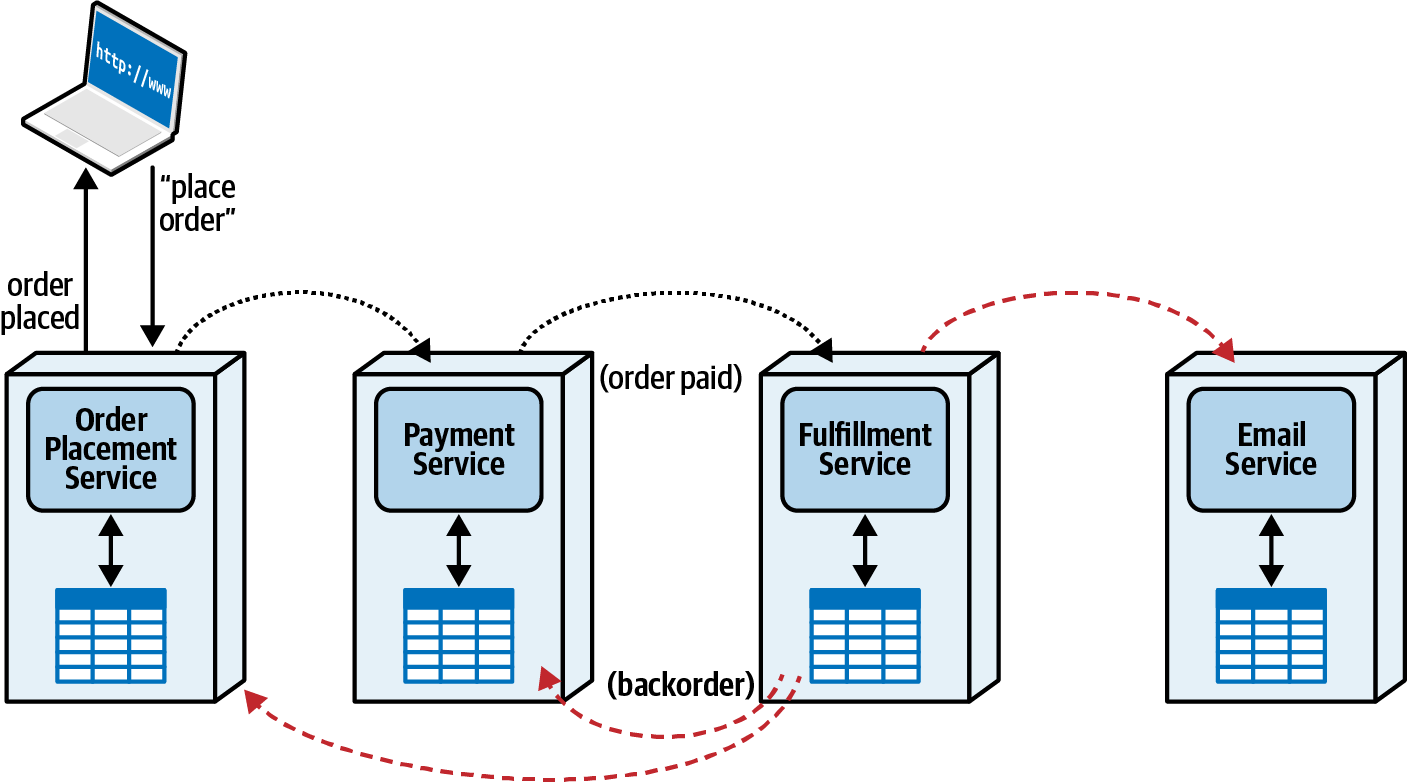 http://www
“place
order”
order
placed
(order paid)
Order
Placement
Service
Payment
Service
Fulfillment
Service
Email
Service
(backorder)